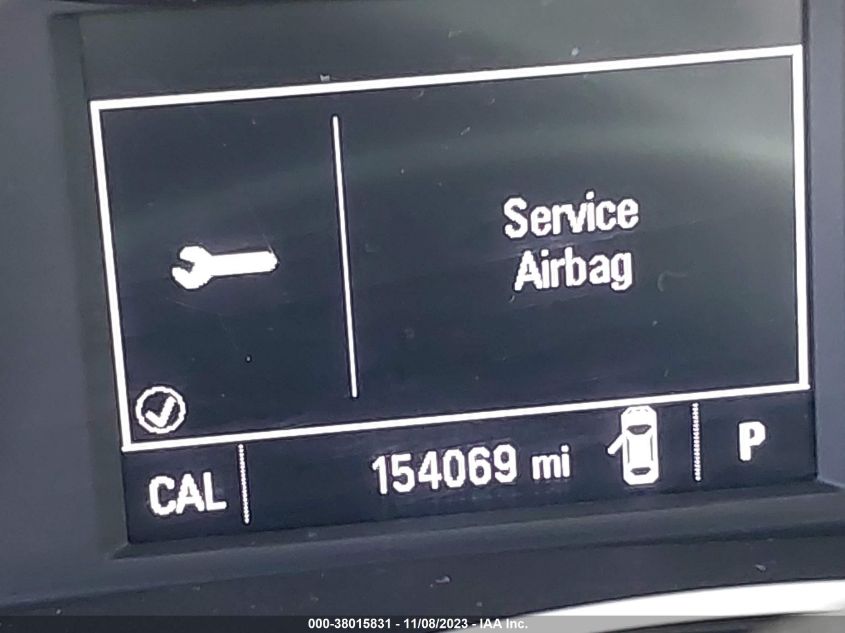 Service
Airbag
CAL 154069 mi P
000-38015831 - 11/08/2023 - IAA Inc.